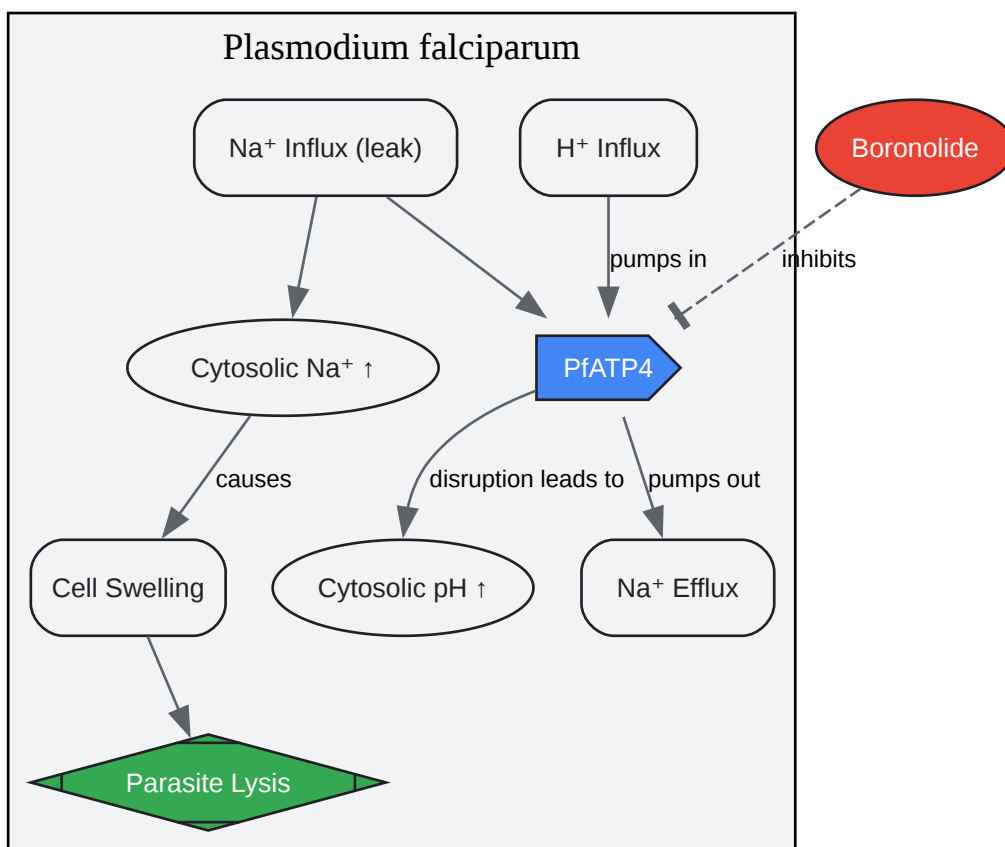 Plasmodium falciparum
Na⁺ Influx (leak)
H⁺ Influx
Boronolide
pumps in
inhibits
Cytosolic Na⁺ ↑
PfATP4
causes
disruption leads to
pumps out
Cell Swelling
Cytosolic pH ↑
Na⁺ Efflux
Parasite Lysis